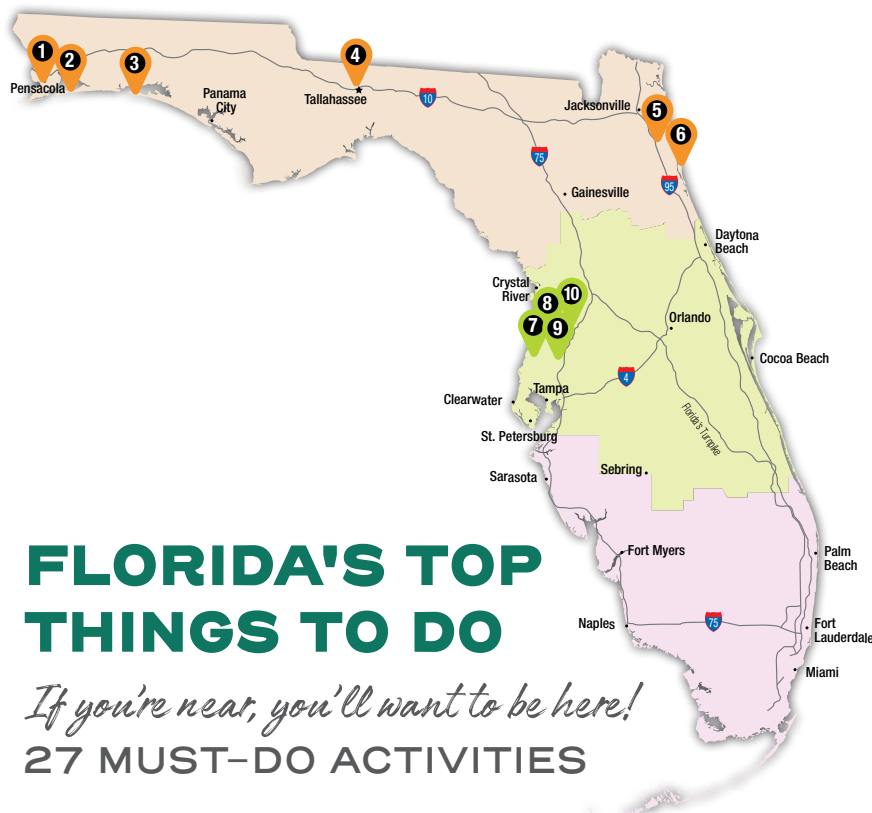 1
2
3
4
Pensacola
Panama
City
Tallahassee
10
Jacksonville
5
6
75
95
Gainesville
Daytona
Beach
Crystal
River
7
8
9
10
Orlando
Cocoa Beach
4
Tampa
Clearwater
St. Petersburg
Florida's Turnpike
Sebring
Sarasota
Fort Myers
Palm
Beach
Naples
75
Fort
Lauderdale
Miami
FLORIDA'S TOP
THINGS TO DO
If you're near, you'll want to be here!
27 MUST–DO ACTIVITIES